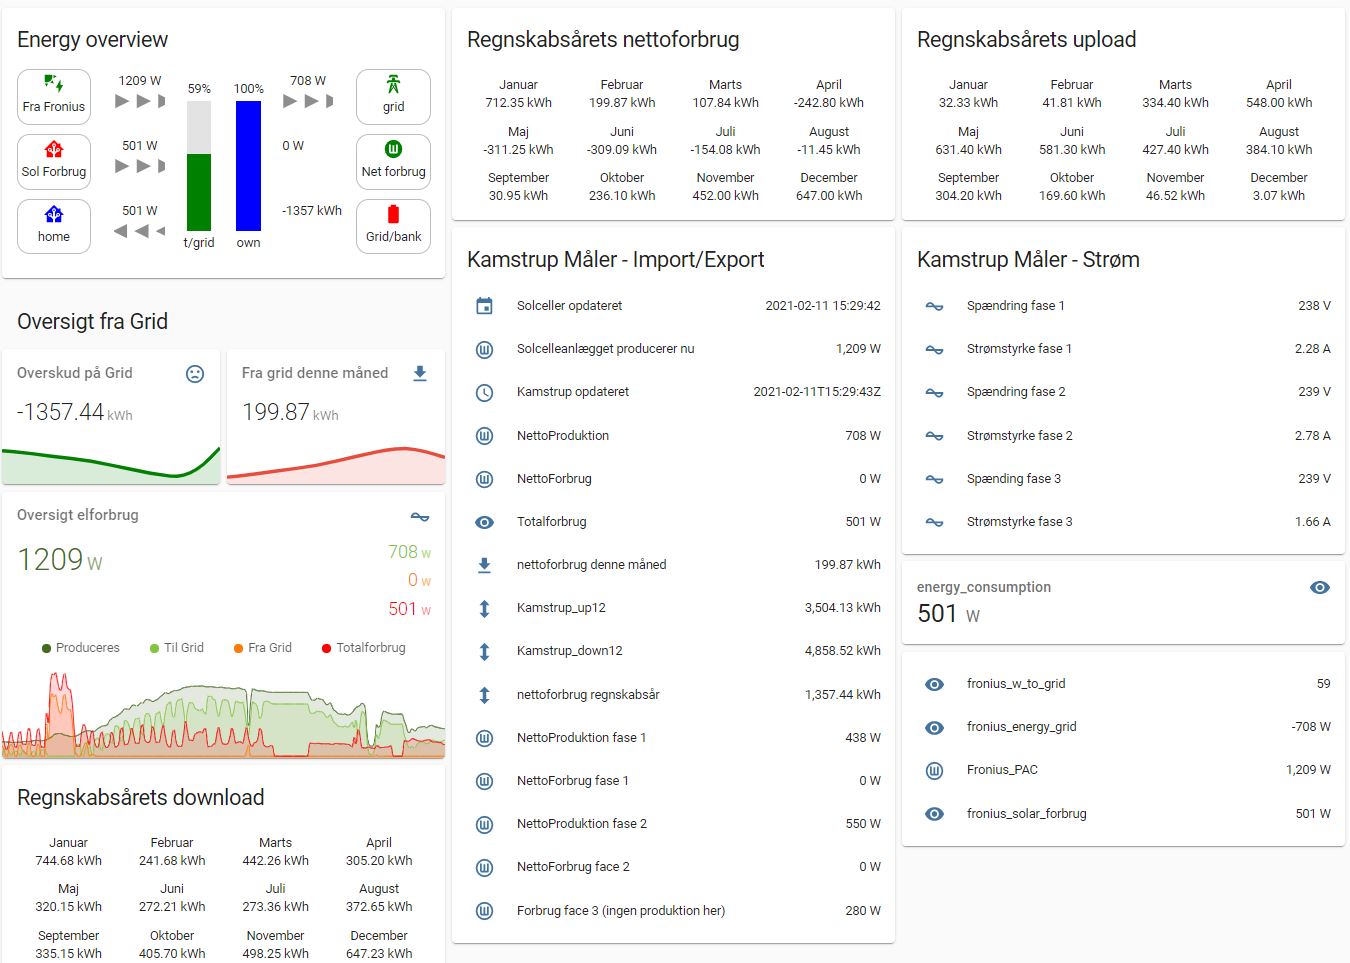 Energy overview
Fra Fronius
1209 W
59%
100%
708 W
grid
Sol Forbrug
501 W
0 W
Net forbrug
home
501 W
-1357 kWh
Grid/bank
t/grid
own
Oversigt fra Grid
Overskud på Grid
-1357.44 kWh
Fra grid denne måned
199.87 kWh
Oversigt elforbrug
1209 W
708 W
0 W
501 W
Produceres
Til Grid
Fra Grid
Totalforbrug
Regnskabsårets download
Januar Februar Marts April
744.68 kWh 241.68 kWh 442.26 kWh 305.20 kWh
Maj Juni Juli August
320.15 kWh 272.21 kWh 273.36 kWh 372.65 kWh
September Oktober November December
335.15 kWh 405.70 kWh 498.25 kWh 647.23 kWh
Regnskabsårets nettoforbrug
Januar Februar Marts April
712.35 kWh 199.87 kWh 107.84 kWh -242.80 kWh
Maj Juni Juli August
-311.25 kWh -309.09 kWh -154.08 kWh -11.45 kWh
September Oktober November December
30.95 kWh 236.10 kWh 452.00 kWh 647.00 kWh
Kamstrup Måler - Import/Export
Solceller opdateret 2021-02-11 15:29:42
Solcelleanlægget producerer nu 1,209 W
Kamstrup opdateret 2021-02-11T15:29:43Z
NettoProduktion 708 W
NettoForbrug 0 W
Totalforbrug 501 W
nettoforbrug denne måned 199.87 kWh
Kamstrup_up12 3,504.13 kWh
Kamstrup_down12 4,858.52 kWh
nettoforbrug regnskabsår 1,357.44 kWh
NettoProduktion fase 1 438 W
NettoForbrug fase 1 0 W
NettoProduktion fase 2 550 W
NettoForbrug face 2 0 W
Forbrug face 3 (ingen produktion her) 280 W
Regnskabsårets upload
Januar Februar Marts April
32.33 kWh 41.81 kWh 334.40 kWh 548.00 kWh
Maj Juni Juli August
631.40 kWh 581.30 kWh 427.40 kWh 384.10 kWh
September Oktober November December
304.20 kWh 169.60 kWh 46.52 kWh 3.07 kWh
Kamstrup Måler - Strøm
Spændring fase 1 238 V
Strømstyrke fase 1 2.28 A
Spændring fase 2 239 V
Strømstyrke fase 2 2.78 A
Spænding fase 3 239 V
Strømstyrke fase 3 1.66 A
energy_consumption
501 W
fronius_w_to_grid 59
fronius_energy_grid -708 W
Fronius_PAC 1,209 W
fronius_solar_forbrug 501 W